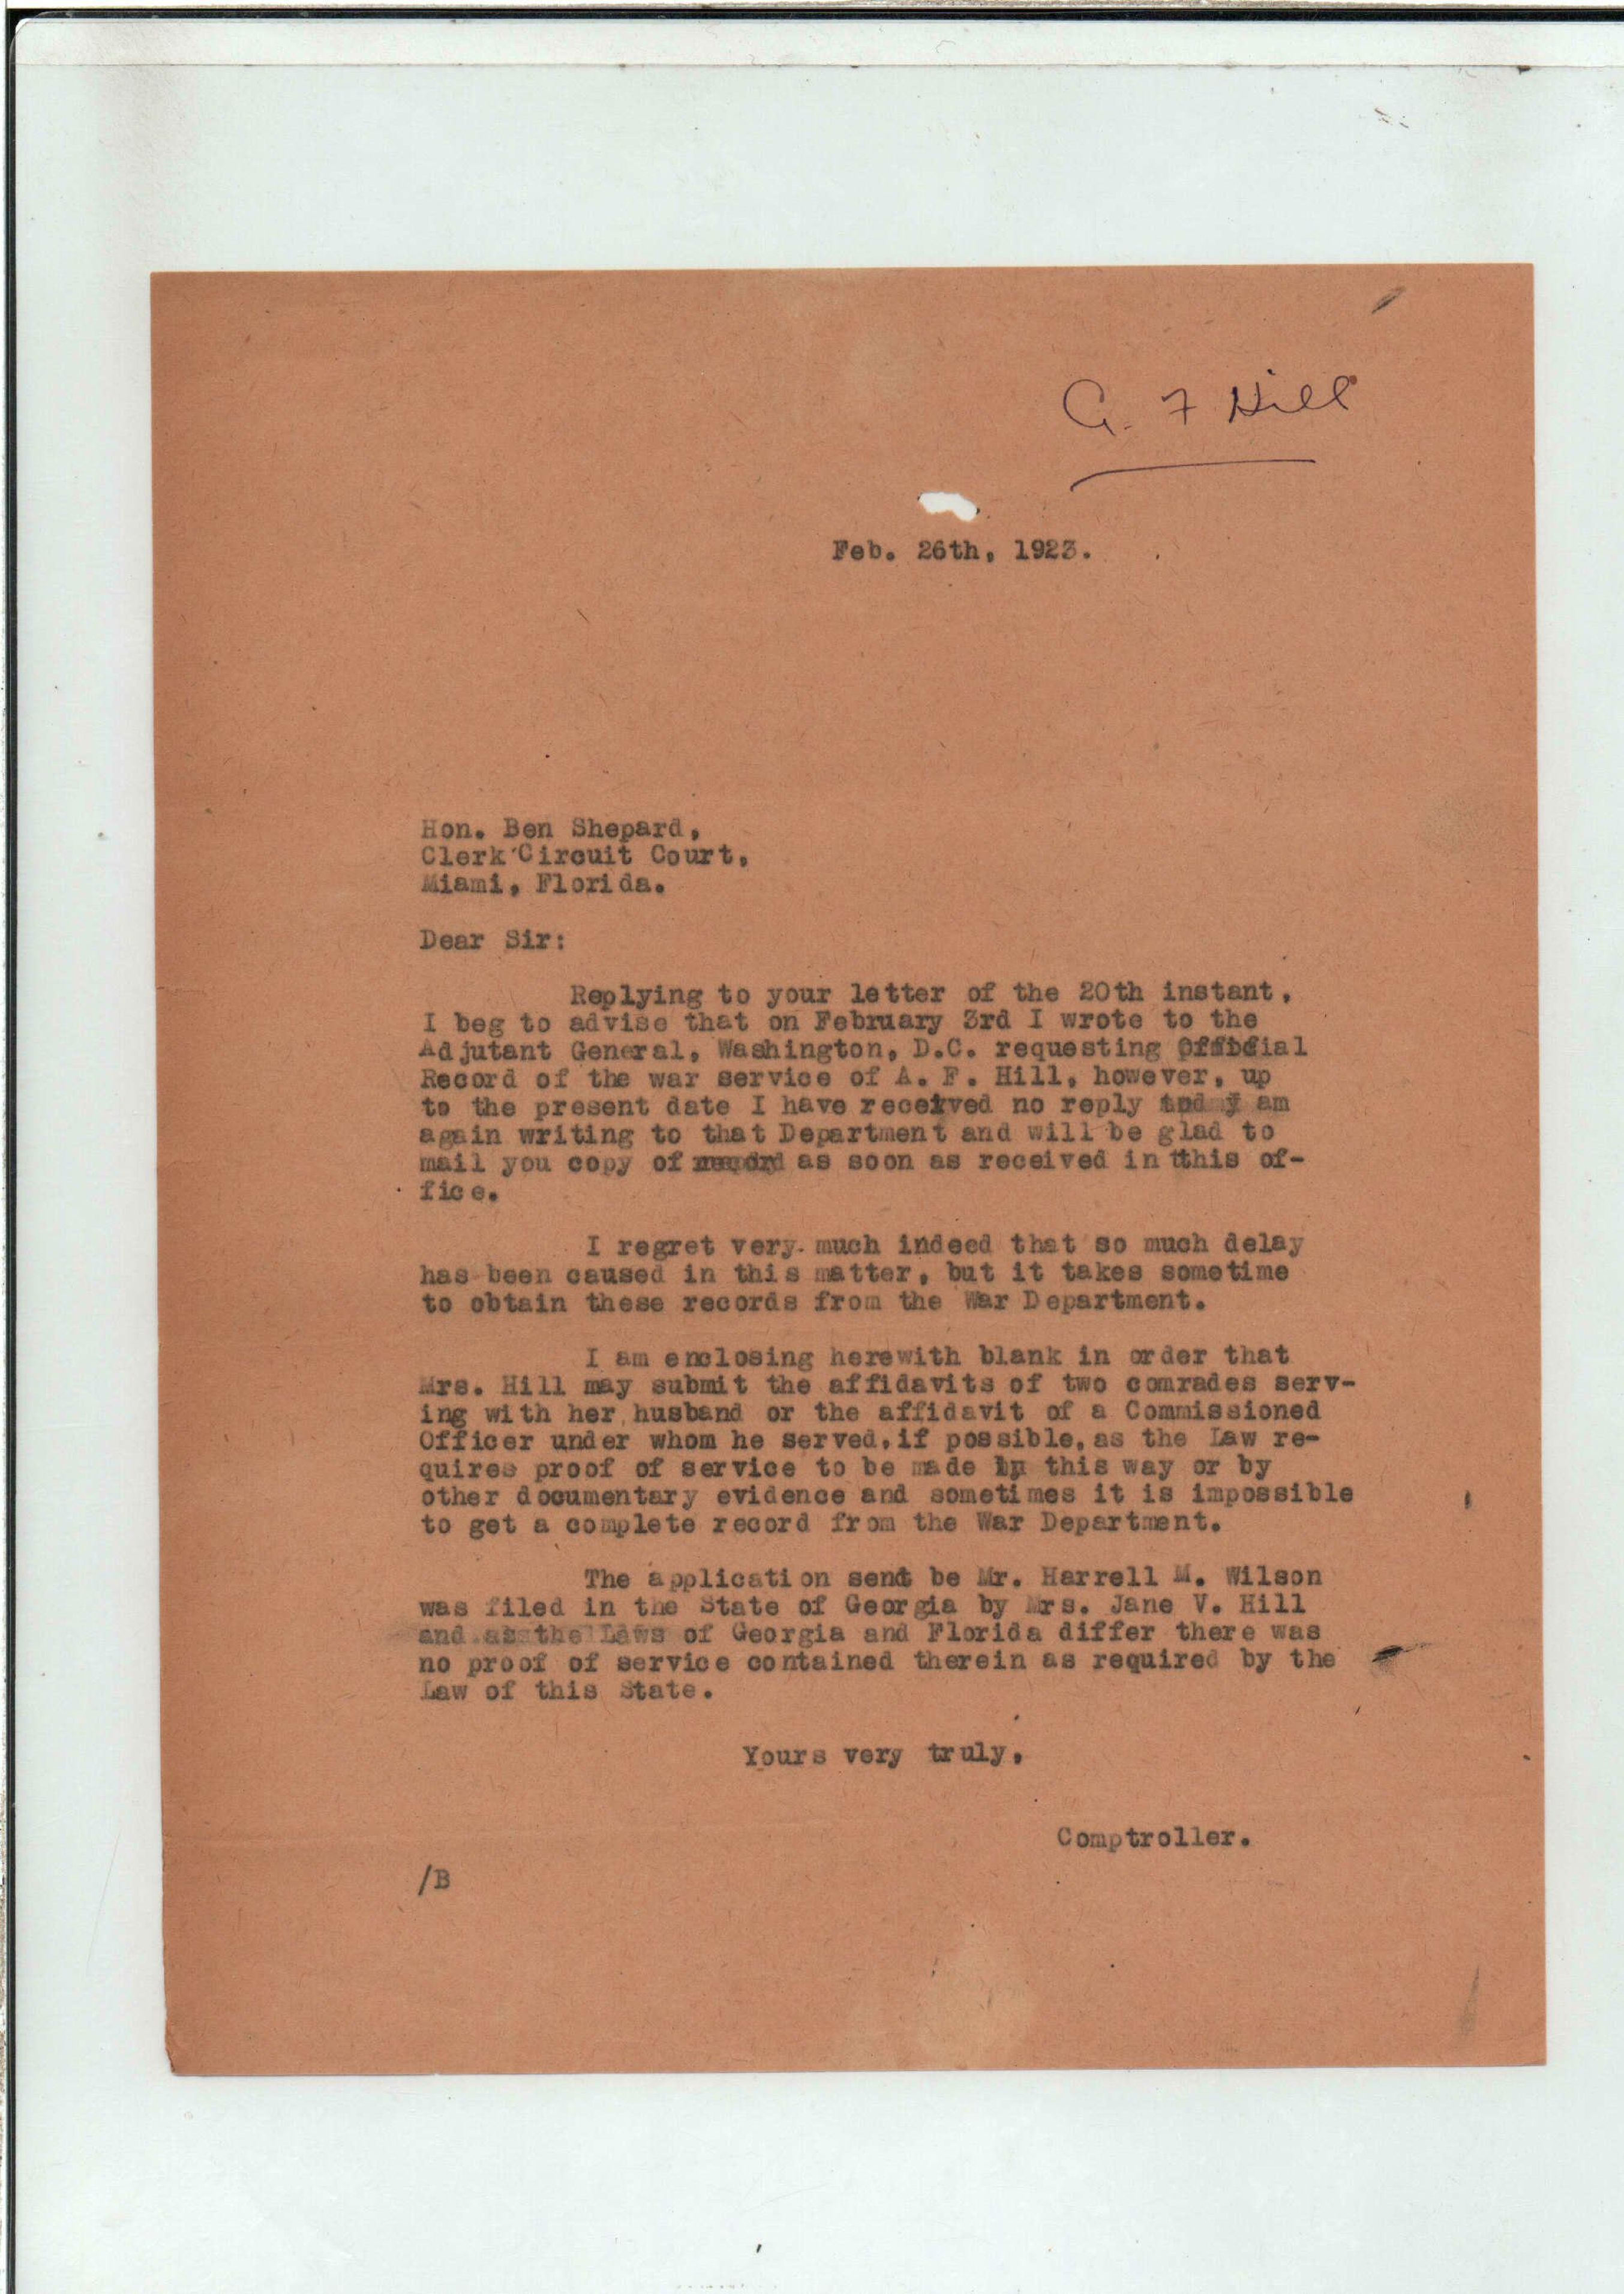 A. F Hill
Feb. 26th, 1923.
Hon. Ben Shepard,
Clerk Circuit Court,
Miami, Florida.
Dear Sir:
Replying to your letter of the 20th instant,
I beg to advise that on February 3rd I wrote to the
Adjutant General, Washington, D.C. requesting Official
Record of the war service of A. F. Hill, however, up
to the present date I have received no reply and I am
again writing to that Department and will be glad to
mail you copy of record as soon as received in tthis of-
fice.
I regret very much indeed that so much delay
has been caused in this matter, but it takes sometime
to obtain these records from the War Department.
I am enclosing herewith blank in order that
Mrs. Hill may submit the affidavits of two comrades serv-
ing with her husband or the affidavit of a Commissioned
Officer under whom he served, if possible, as the Law re-
quires proof of service to be made in this way or by
other documentary evidence and sometimes it is impossible
to get a complete record from the War Department.
The application sent be Mr. Harrell M. Wilson
was filed in the State of Georgia by Mrs. Jane V. Hill
and as the Laws of Georgia and Florida differ there was
no proof of service contained therein as required by the
Law of this State.
Yours very truly,
Comptroller.
/B